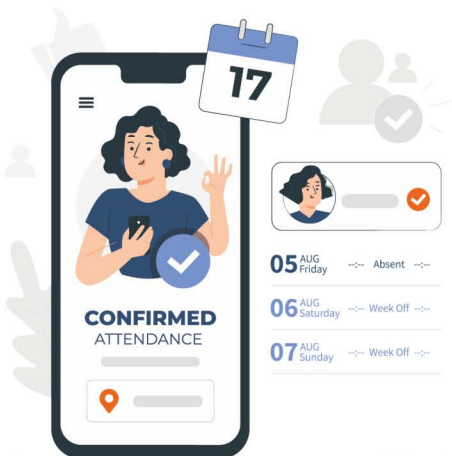 17
CONFIRMED
ATTENDANCE
05 AUG Friday --:-- Absent --:--
06 AUG Saturday --:-- Week Off --:--
07 AUG Sunday --:-- Week Off --:--